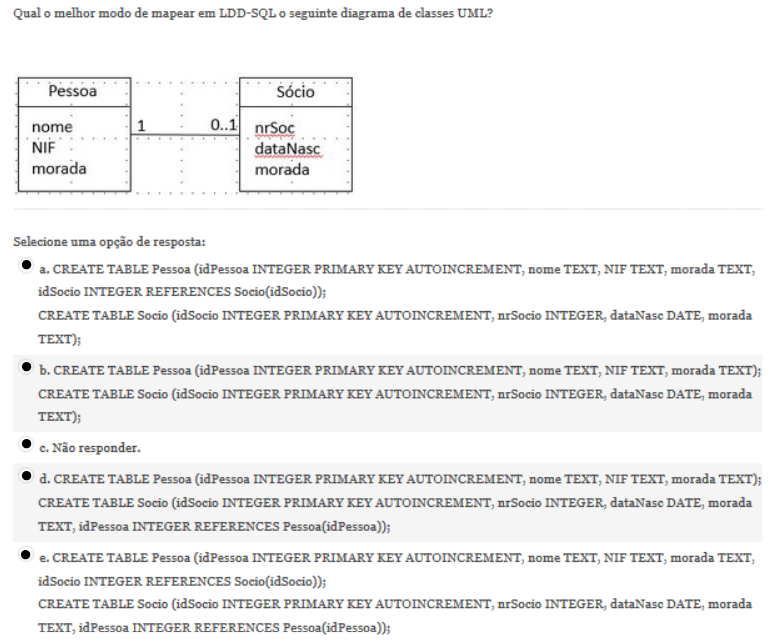 Qual o melhor modo de mapear em LDD-SQL o seguinte diagrama de classes UML?
Pessoa
nome
NIF
morada
1
0..1
Sócio
nrSoc
dataNasc
morada
Selecione uma opção de resposta:
a. CREATE TABLE Pessoa (idPessoa INTEGER PRIMARY KEY AUTOINCREMENT, nome TEXT, NIF TEXT, morada TEXT,
idSocio INTEGER REFERENCES Socio(idSocio));
CREATE TABLE Socio (idSocio INTEGER PRIMARY KEY AUTOINCREMENT, nrSocio INTEGER, dataNasc DATE, morada
TEXT);
b. CREATE TABLE Pessoa (idPessoa INTEGER PRIMARY KEY AUTOINCREMENT, nome TEXT, NIF TEXT, morada TEXT);
CREATE TABLE Socio (idSocio INTEGER PRIMARY KEY AUTOINCREMENT, nrSocio INTEGER, dataNasc DATE, morada
TEXT);
c. Não responder.
d. CREATE TABLE Pessoa (idPessoa INTEGER PRIMARY KEY AUTOINCREMENT, nome TEXT, NIF TEXT, morada TEXT);
CREATE TABLE Socio (idSocio INTEGER PRIMARY KEY AUTOINCREMENT, nrSocio INTEGER, dataNasc DATE, morada
TEXT, idPessoa INTEGER REFERENCES Pessoa(idPessoa));
e. CREATE TABLE Pessoa (idPessoa INTEGER PRIMARY KEY AUTOINCREMENT, nome TEXT, NIF TEXT, morada TEXT,
idSocio INTEGER REFERENCES Socio(idSocio));
CREATE TABLE Socio (idSocio INTEGER PRIMARY KEY AUTOINCREMENT, nrSocio INTEGER, dataNasc DATE, morada
TEXT, idPessoa INTEGER REFERENCES Pessoa(idPessoa));